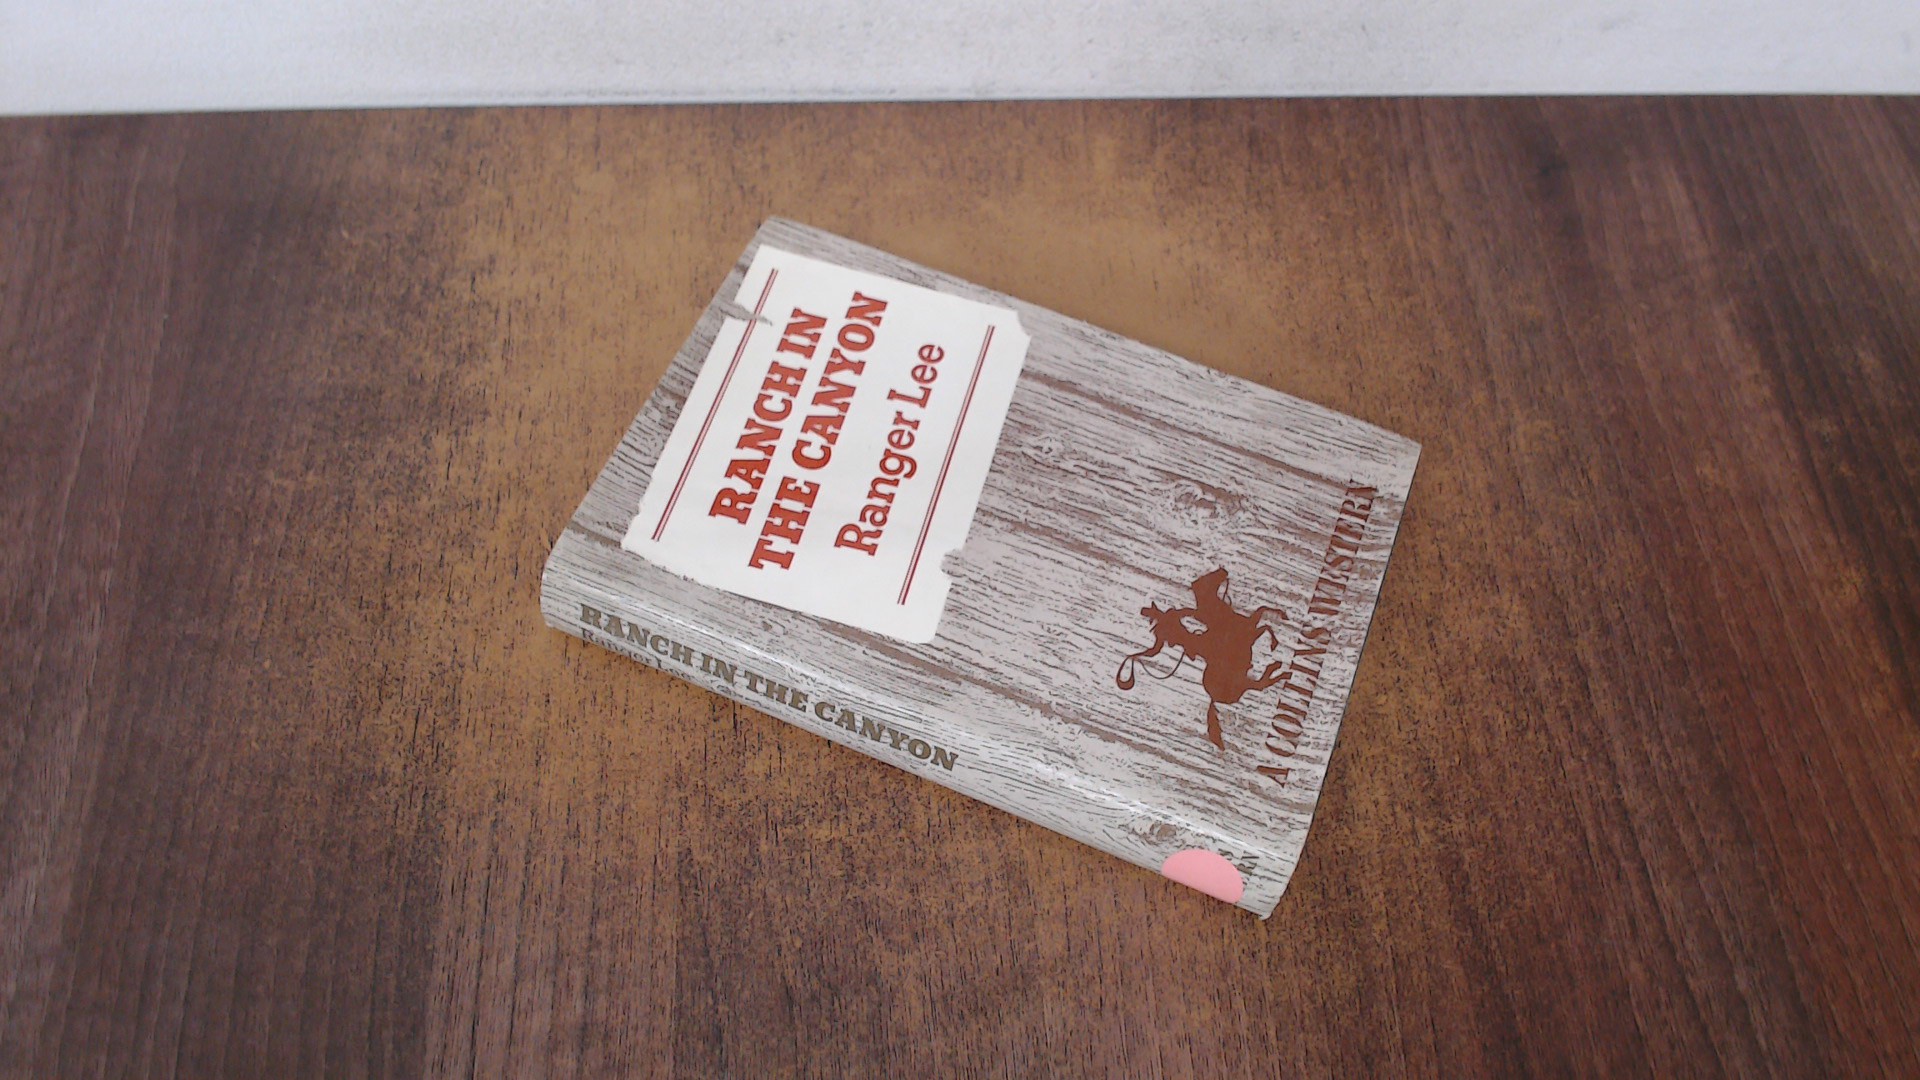 RANCH IN
THE CANYON
Ranger Lee
A COLLINS WESTERN
RANCH IN THE CANYON